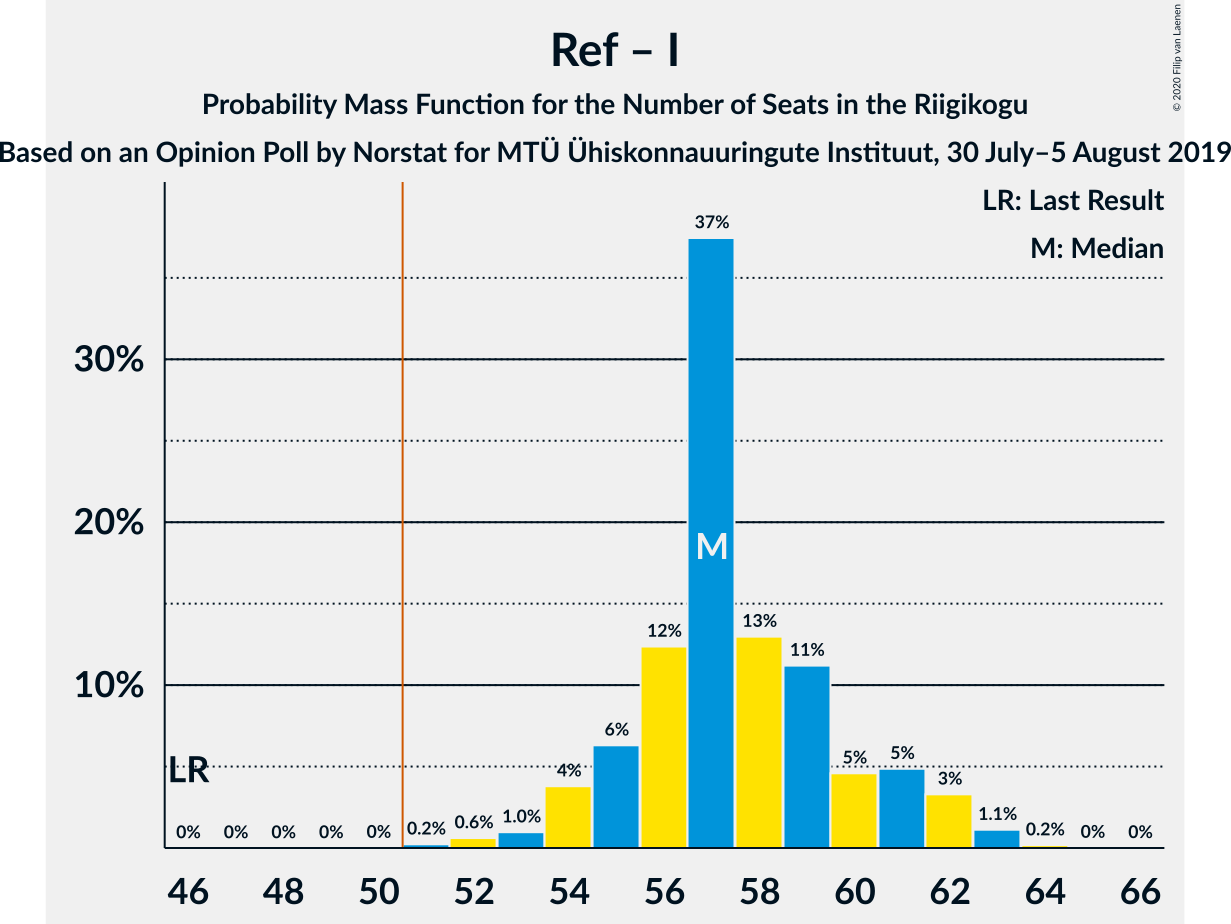 Ref – I
Probability Mass Function for the Number of Seats in the Riigikogu
Based on an Opinion Poll by Norstat for MTÜ Ühiskonnauuringute Instituut, 30 July–5 August 2019
© 2020 Filip van Laenen
LR: Last Result
M: Median
37%
30%
20%
M
13%
12%
11%
10%
6%
5%
5%
4%
3%
LR
0% 0% 0% 0% 0% 0.2% 0.6% 1.0% 1.1% 0.2% 0% 0%
46 48 50 52 54 56 58 60 62 64 66